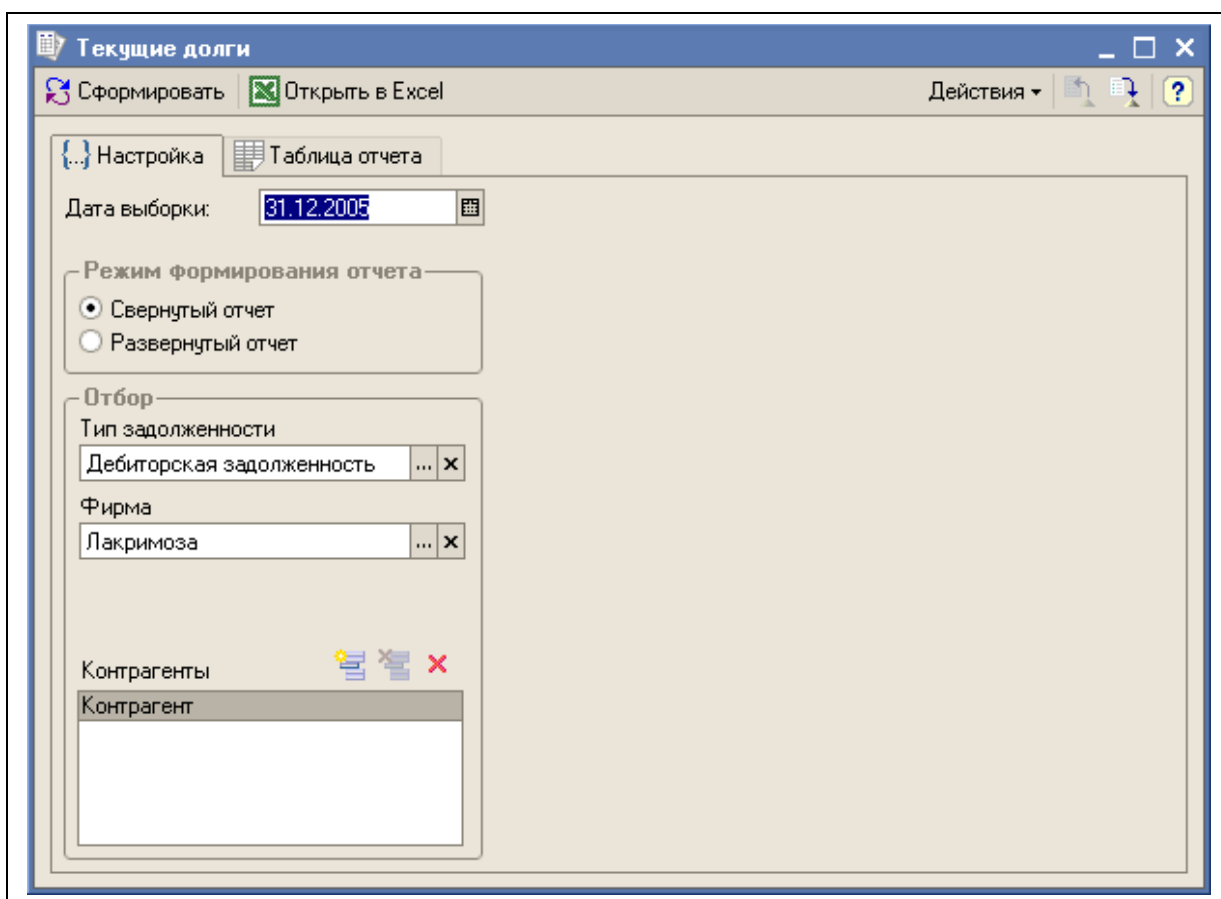 Текущие долги
Сформировать Открыть в Excel Действия ?
{...} Настройка Таблица отчета
Дата выборки: 31.12.2005
Режим формирования отчета
Свернутый отчет
Развернутый отчет
Отбор
Тип задолженности
Дебиторская задолженность ... x
Фирма
Лакримоза ... x
Контрагенты
Контрагент